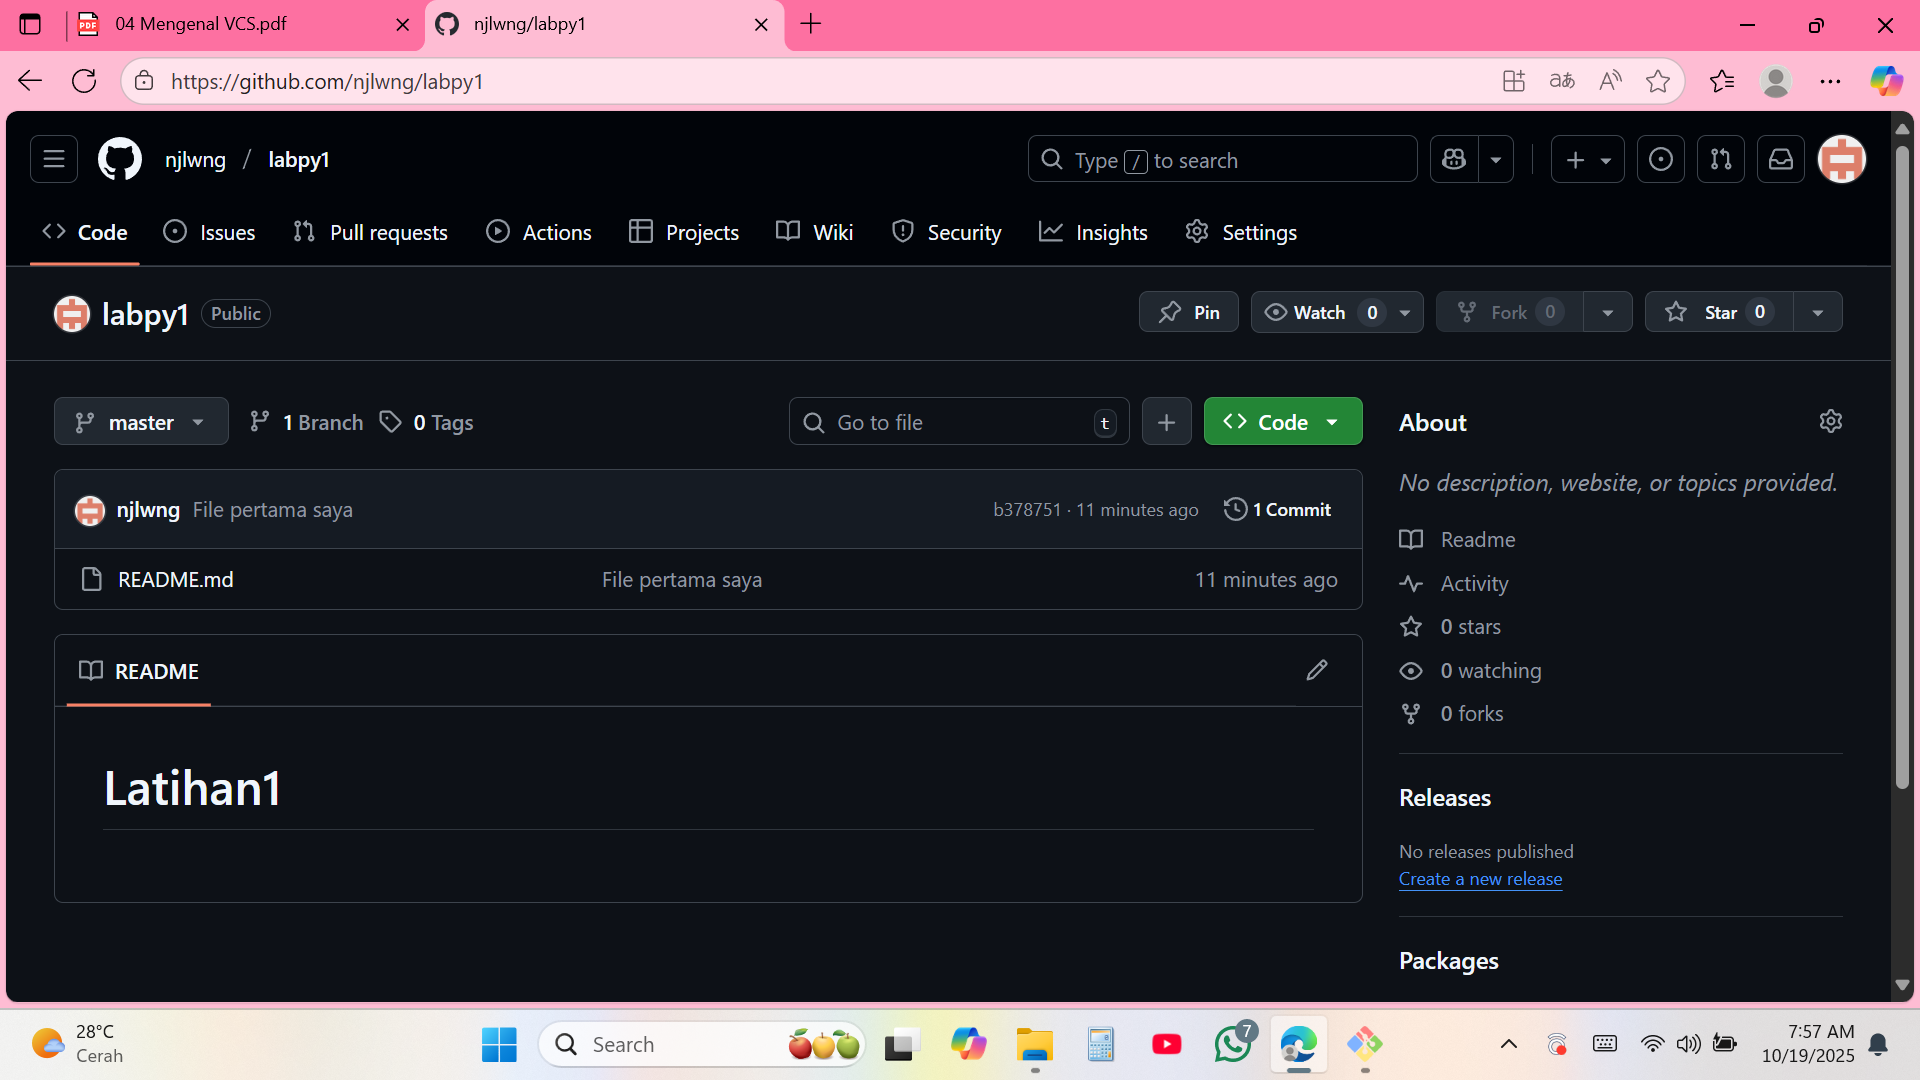 04 Mengenal VCS.pdf
njlwng/labpy1
https://github.com/njlwng/labpy1
njlwng / labpy1
Type / to search
Code
Issues
Pull requests
Actions
Projects
Wiki
Security
Insights
Settings
labpy1 Public
Pin
Watch 0
Fork 0
Star 0
master
1 Branch
0 Tags
Go to file t
Code
njlwng File pertama saya
b378751 · 11 minutes ago
1 Commit
README.md
File pertama saya
11 minutes ago
README
Latihan1
About
No description, website, or topics provided.
Readme
Activity
0 stars
0 watching
0 forks
Releases
No releases published
Create a new release
Packages
28°C
Cerah
Search
7
7:57 AM
10/19/2025